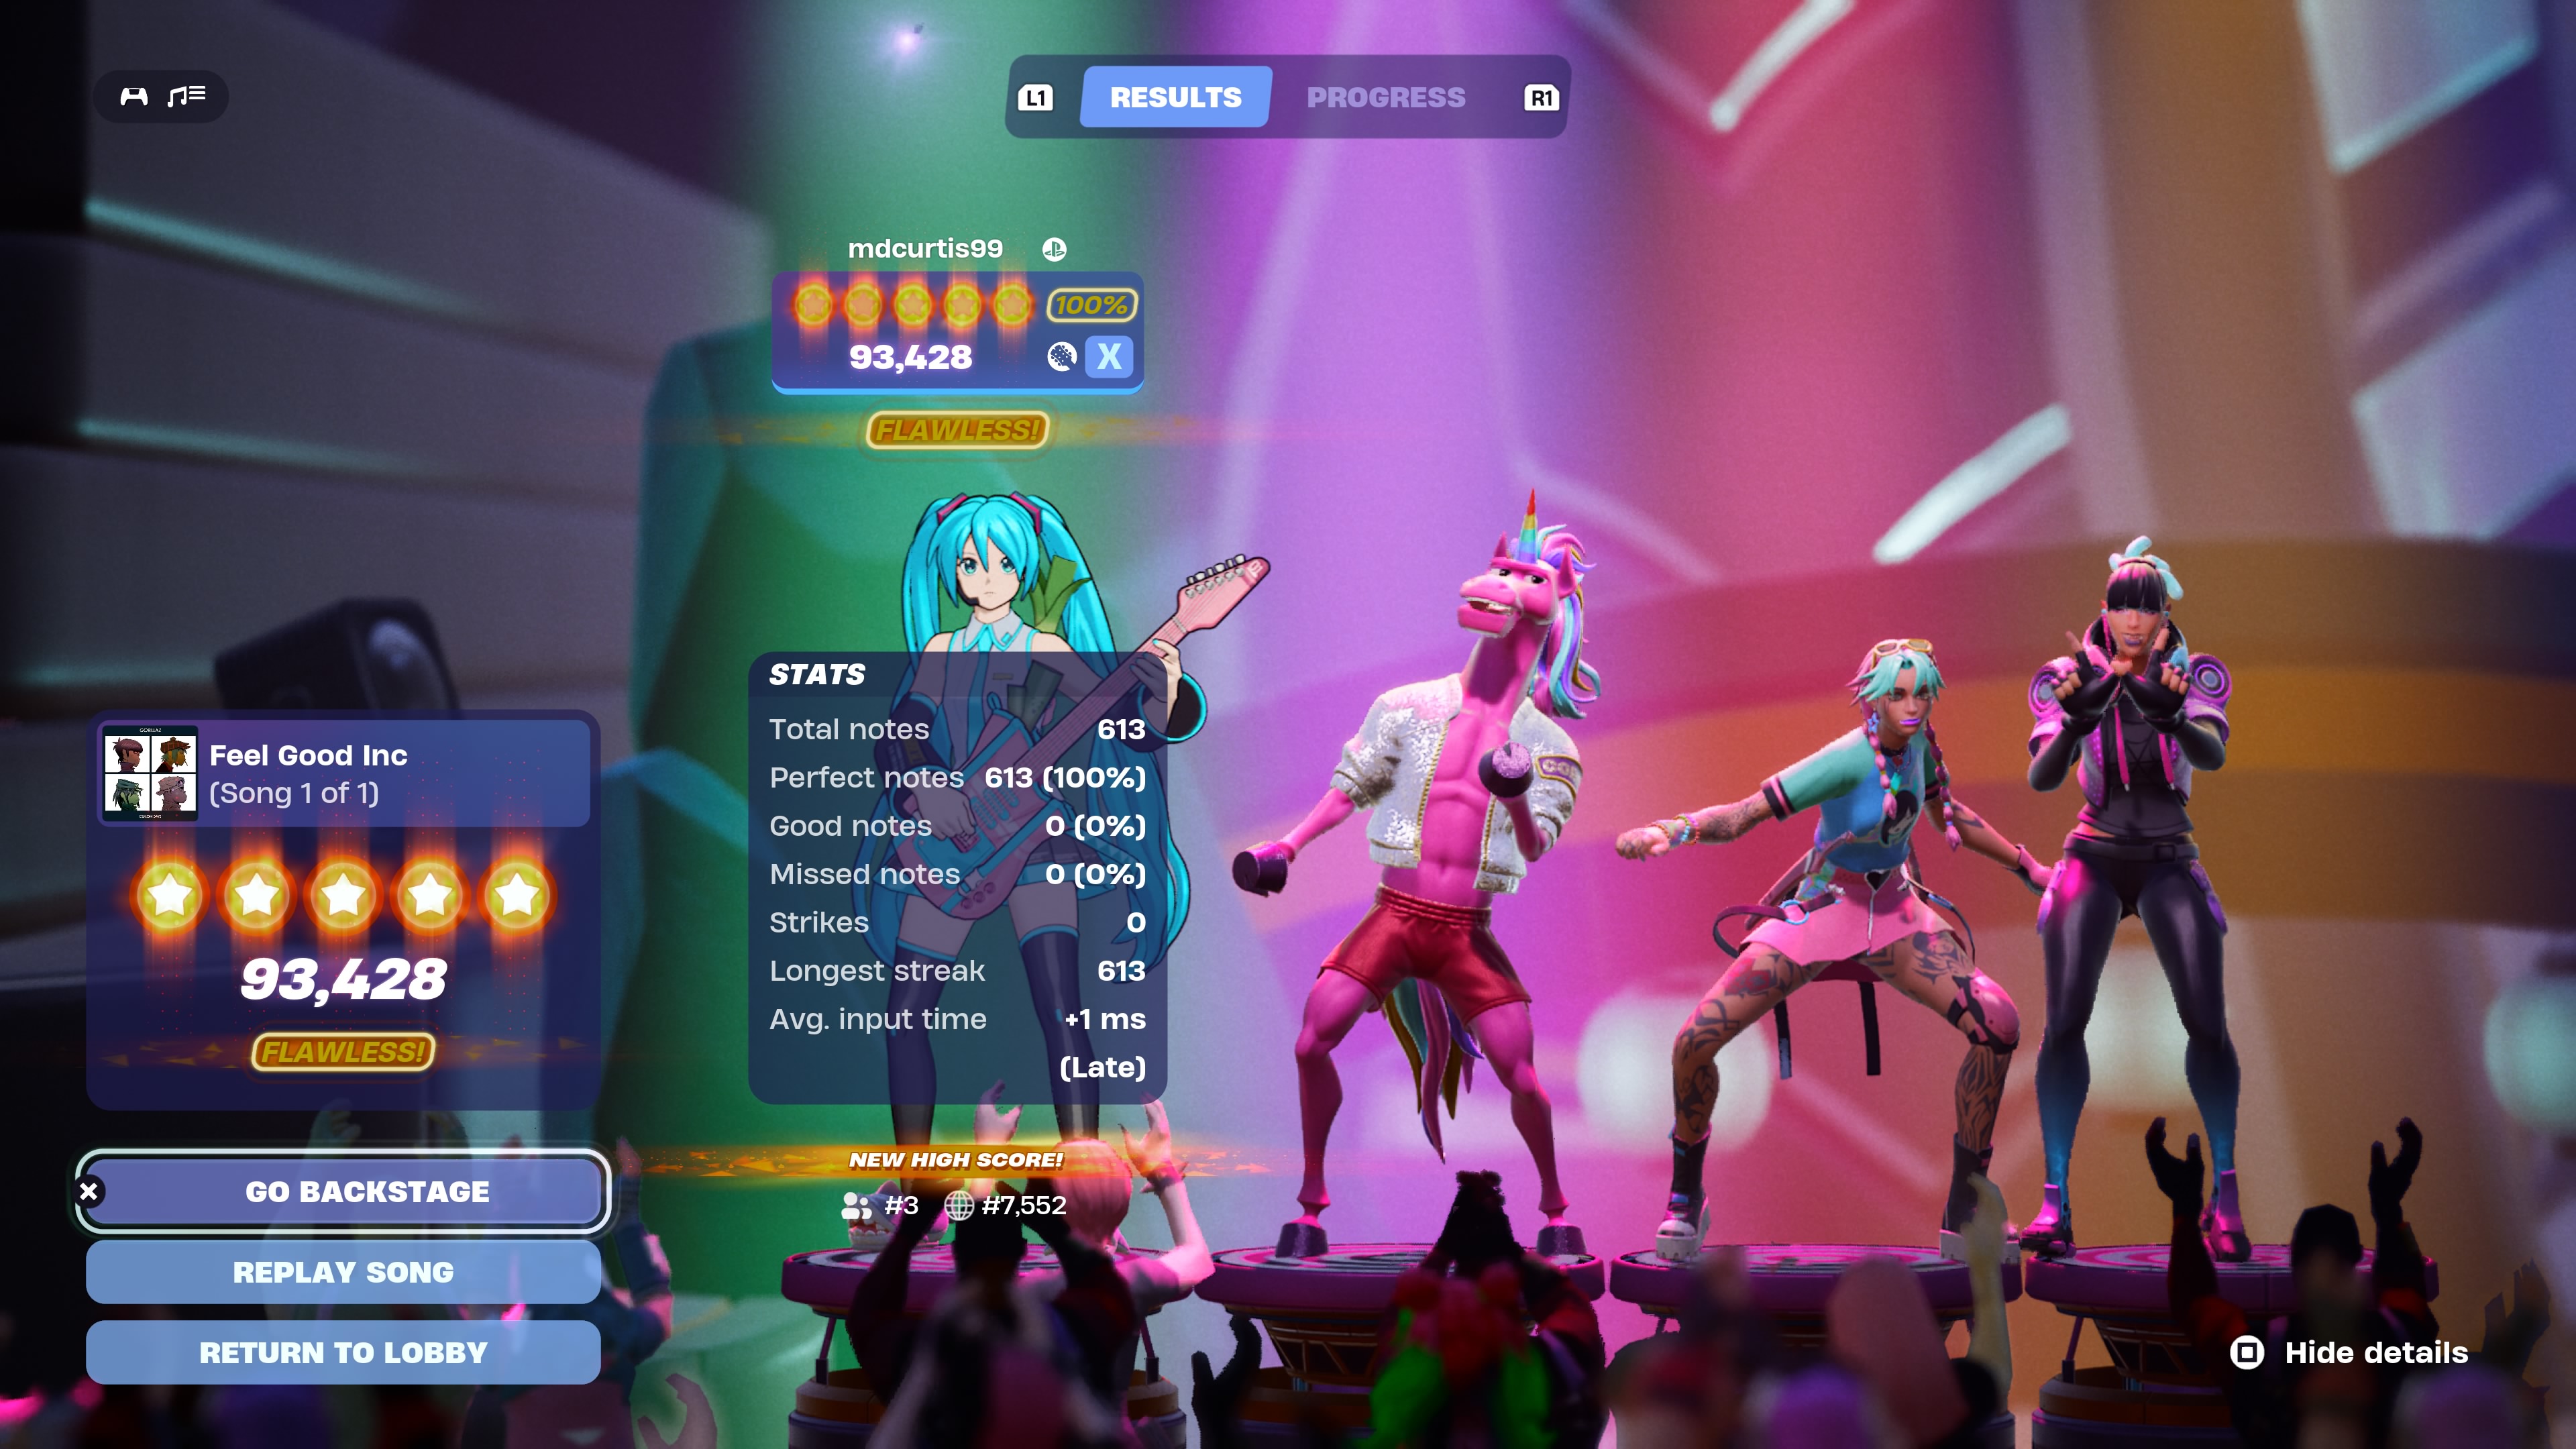 L1
RESULTS
PROGRESS
R1
mdcurtis99
100%
93,428
X
FLAWLESS!
STATS
Total notes 613
Perfect notes 613 (100%)
Good notes 0 (0%)
Missed notes 0 (0%)
Strikes 0
Longest streak 613
Avg. input time +1 ms
(Late)
NEW HIGH SCORE!
#3 #7,552
GORILLAZ
Feel Good Inc
(Song 1 of 1)
93,428
FLAWLESS!
GO BACKSTAGE
REPLAY SONG
RETURN TO LOBBY
Hide details